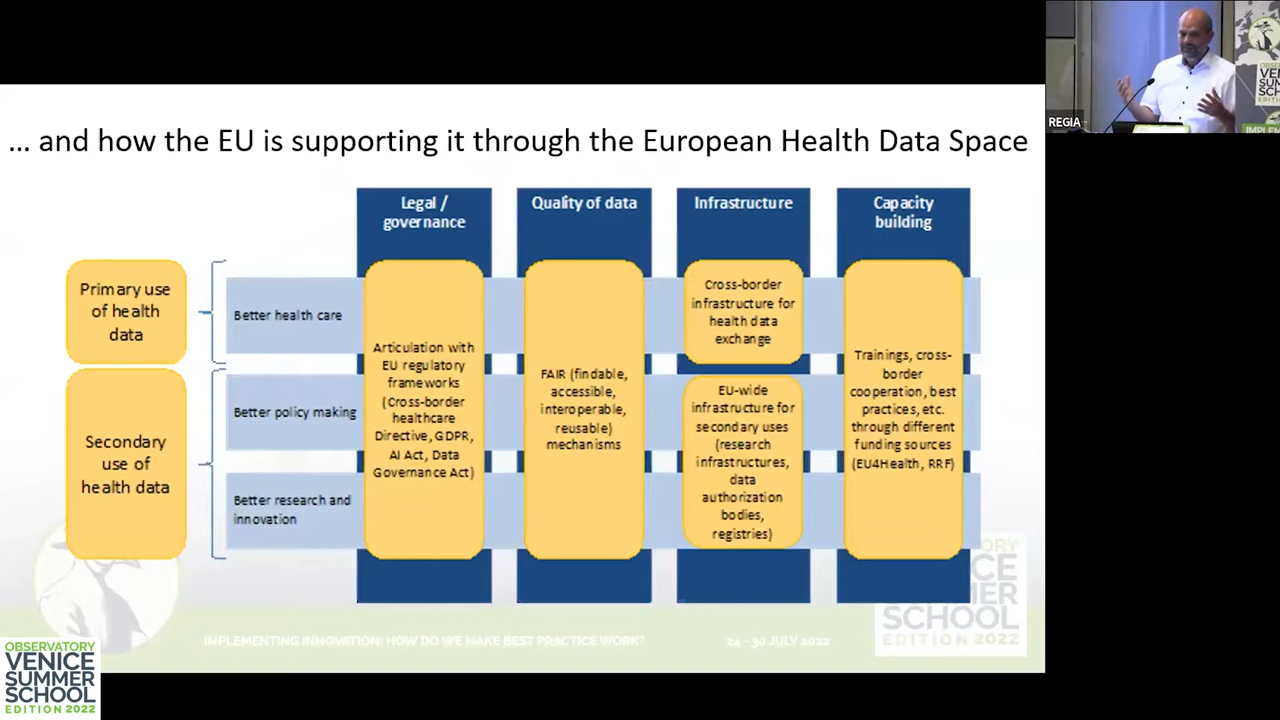 REGIA
... and how the EU is supporting it through the European Health Data Space
Legal /
governance
Quality of data
Infrastructure
Capacity
building
Primary use
of health
data
Secondary
use of
health data
Better health care
Better policy making
Better research and
innovation
Articulation with
EU regulatory
frameworks
(Cross-border
healthcare
Directive, GDPR,
AI Act, Data
Governance Act)
FAIR (findable,
accessible,
interoperable,
reusable)
mechanisms
Cross-border
infrastructure for
health data
exchange
EU-wide
infrastructure for
secondary uses
(research
infrastructures,
data
authorization
bodies,
registries)
Trainings, cross-
border
cooperation, best
practices, etc.
through different
funding sources
(EU4Health, RRF)
IMPLEMENTING INNOVATION: HOW DO WE MAKE BEST PRACTICE WORK?
24 - 30 JULY 2022
SCHOOL
EDITION 2022
OBSERVATORY
VENICE
SUMMER
SCHOOL
EDITION 2022